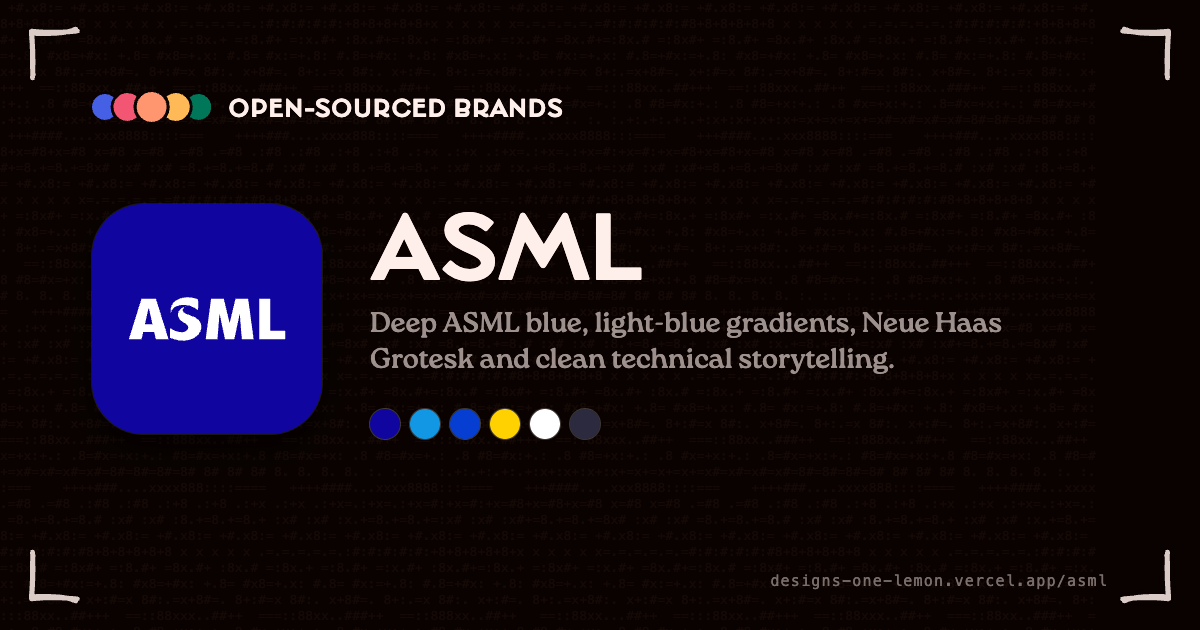 OPEN-SOURCED BRANDS
ASML
ASML
Deep ASML blue, light-blue gradients, Neue Haas
Grotesk and clean technical storytelling.
designs-one-lemon.vercel.app/asml